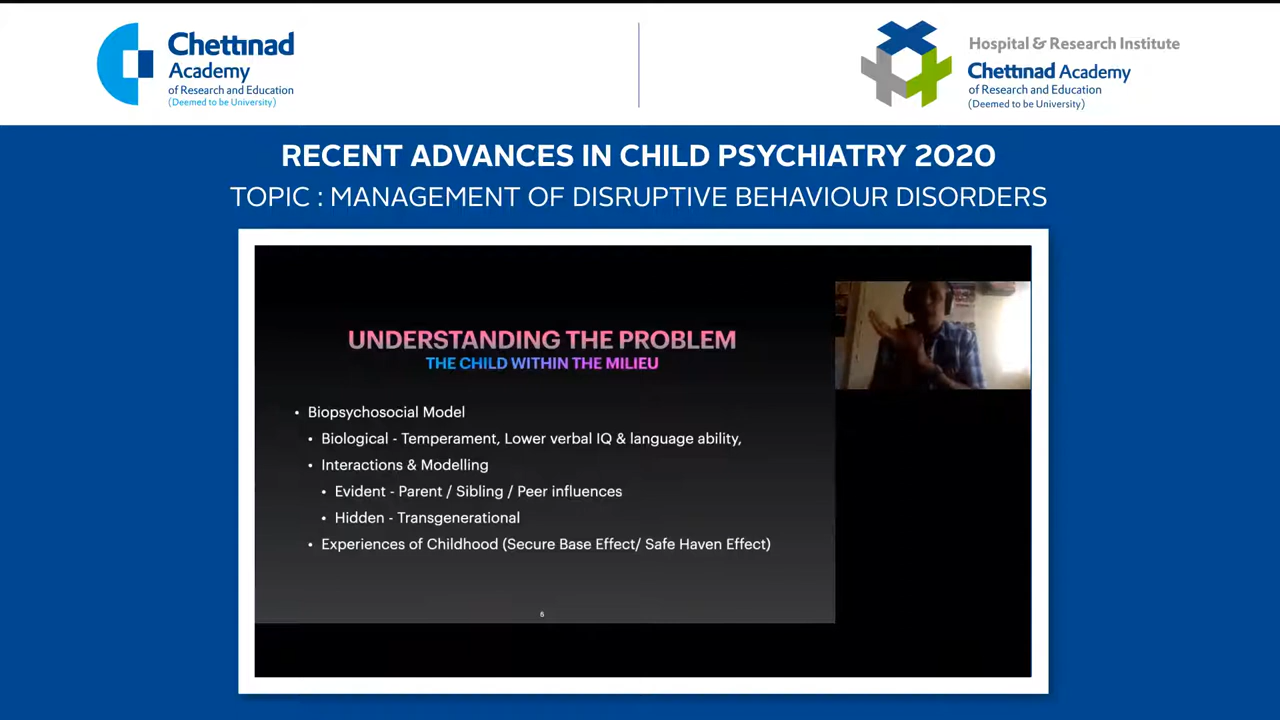 Chettinad
Academy
of Research and Education
(Deemed to be University)
Hospital & Research Institute
Chettinad Academy
of Research and Education
(Deemed to be University)
RECENT ADVANCES IN CHILD PSYCHIATRY 2020
TOPIC : MANAGEMENT OF DISRUPTIVE BEHAVIOUR DISORDERS
UNDERSTANDING THE PROBLEM
THE CHILD WITHIN THE MILIEU
• Biopsychosocial Model
• Biological - Temperament, Lower verbal IQ & language ability,
• Interactions & Modelling
• Evident - Parent / Sibling / Peer influences
• Hidden - Transgenerational
• Experiences of Childhood (Secure Base Effect/ Safe Haven Effect)
6